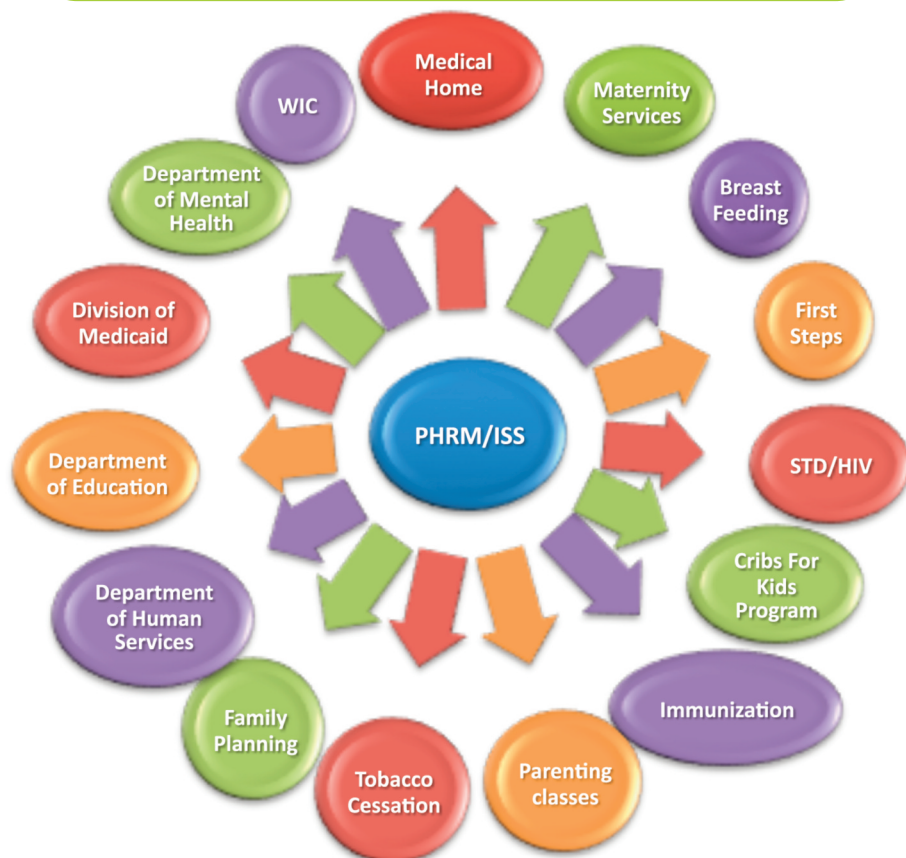 Medical
Home
Maternity
Services
Breast
Feeding
First
Steps
STD/HIV
Cribs For
Kids
Program
Immunization
Parenting
classes
Tobacco
Cessation
Family
Planning
Department
of Human
Services
Department
of Education
Division of
Medicaid
Department
of Mental
Health
WIC
PHRM/ISS